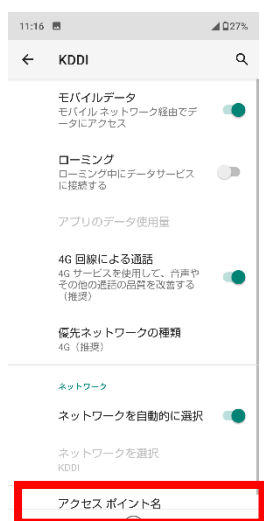 11:16 27%
KDDI
モバイルデータ
モバイル ネットワーク経由でデ
ータにアクセス
ローミング
ローミング中にデータサービス
に接続する
アプリのデータ使用量
4G 回線による通話
4G サービスを使用して、音声や
その他の通話の品質を改善する
（推奨）
優先ネットワークの種類
4G（推奨）
ネットワーク
ネットワークを自動的に選択
ネットワークを選択
KDDI
アクセス ポイント名